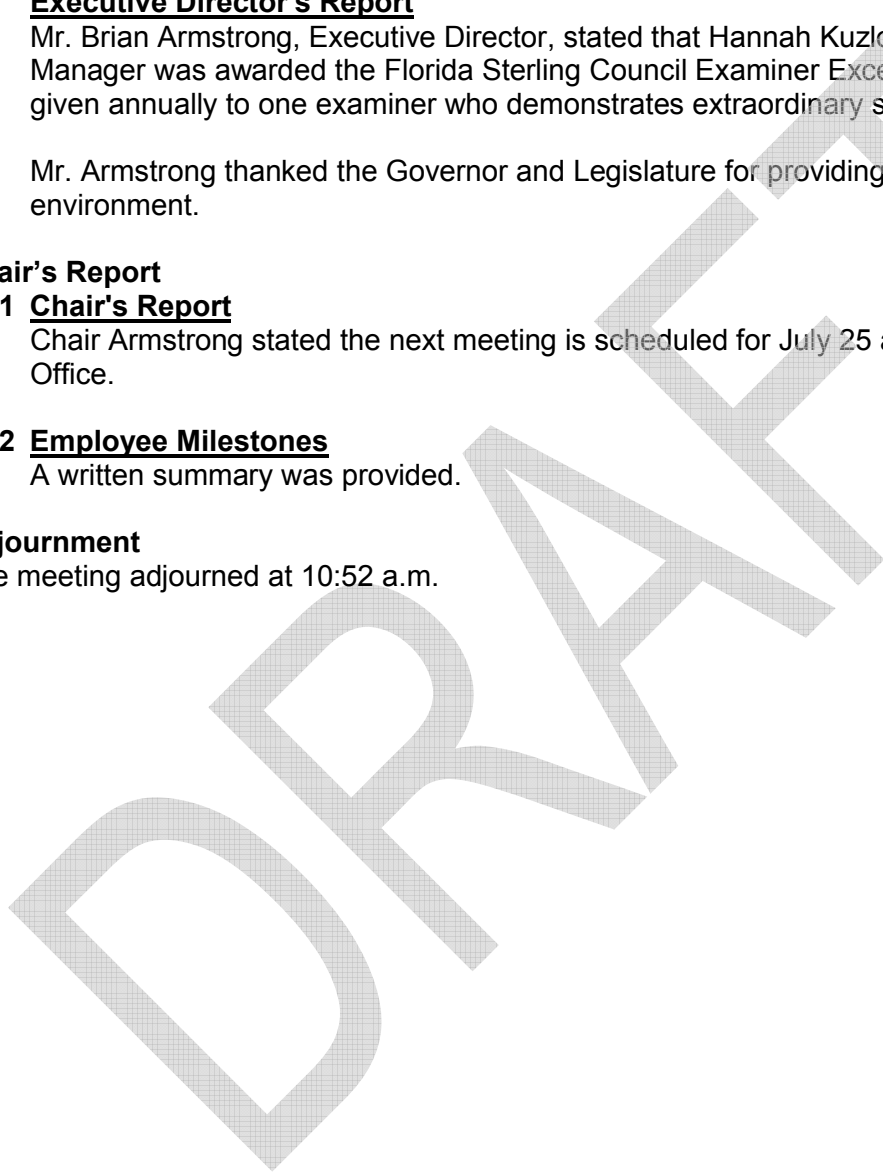 Executive Director's Report
Mr. Brian Armstrong, Executive Director, stated that Hannah
Manager was awarded the Florida Sterling Council Examiner
given annually to one examiner who demonstrates extraordinary
Mr. Armstrong thanked the Governor and Legislature for providing
environment.
air's Report
1 Chair's Report
Chair Armstrong stated the next meeting is scheduled for July 25 a
Office.
2 Employee Milestones
A written summary was provided.
journment
e meeting adjourned at 10:52 a.m.
DRAFT